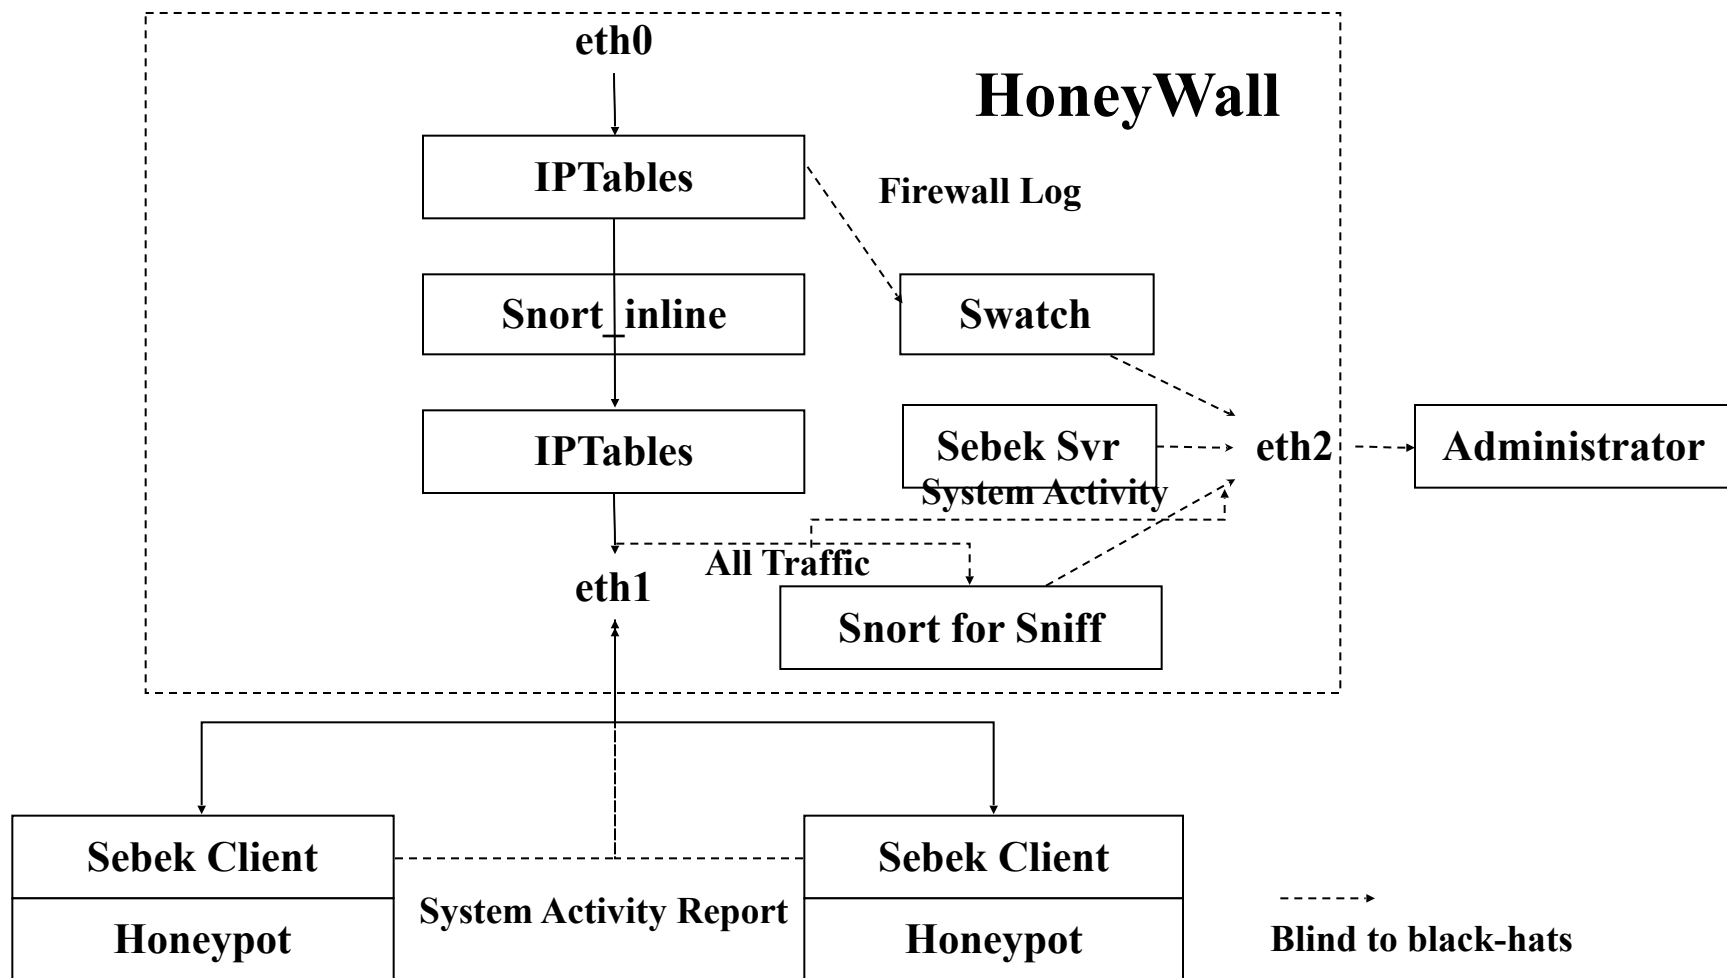 eth0
HoneyWall
IPTables
Firewall Log
Snort_inline
Swatch
IPTables
Sebek Svr
eth2
Administrator
System Activity
All Traffic
eth1
Snort for Sniff
Sebek Client
Sebek Client
System Activity Report
Honeypot
Honeypot
Blind to black-hats